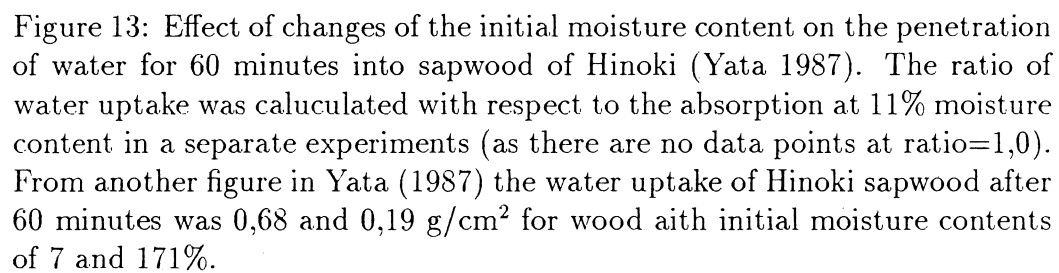 Figure 13: Effect of changes of the initial moisture content on the penetration
of water for 60 minutes into sapwood of Hinoki (Yata 1987). The ratio of
water uptake was caluculated with respect to the absorption at 11% moisture
content in a separate experiments (as there are no data points at ratio=1,0).
From another figure in Yata (1987) the water uptake of Hinoki sapwood after
60 minutes was 0,68 and 0,19 g/cm² for wood aith initial moisture contents
of 7 and 171%.